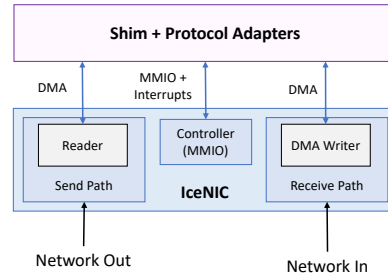 Shim + Protocol Adapters
DMA
MMIO +
Interrupts
DMA
Reader
Send Path
Controller
(MMIO)
DMA Writer
Receive Path
IceNIC
Network Out
Network In